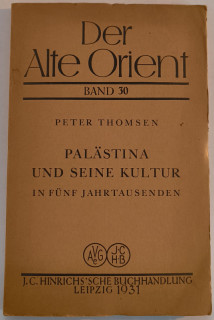 Der
Alte Orient
BAND 30
PETER THOMSEN
PALÄSTINA
UND SEINE KULTUR
IN FÜNF JAHRTAUSENDEN
J.C. HINRICHS'SCHE BUCHHANDLUNG
LEIPZIG 1931